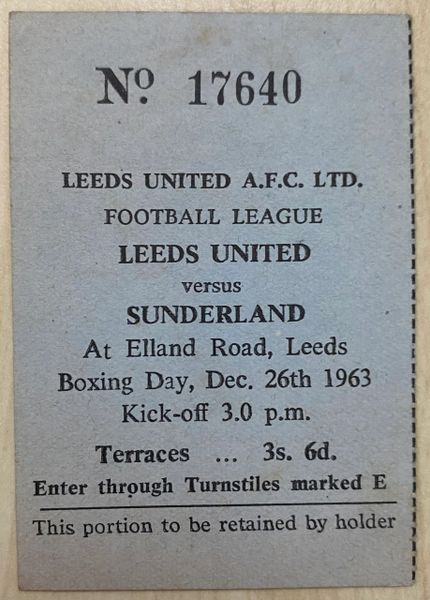 No. 17640
LEEDS UNITED A.F.C. LTD.
FOOTBALL LEAGUE
LEEDS UNITED
versus
SUNDERLAND
At Elland Road, Leeds
Boxing Day, Dec. 26th 1963
Kick-off 3.0 p.m.
Terraces ... 3s. 6d.
Enter through Turnstiles marked E
This portion to be retained by holder